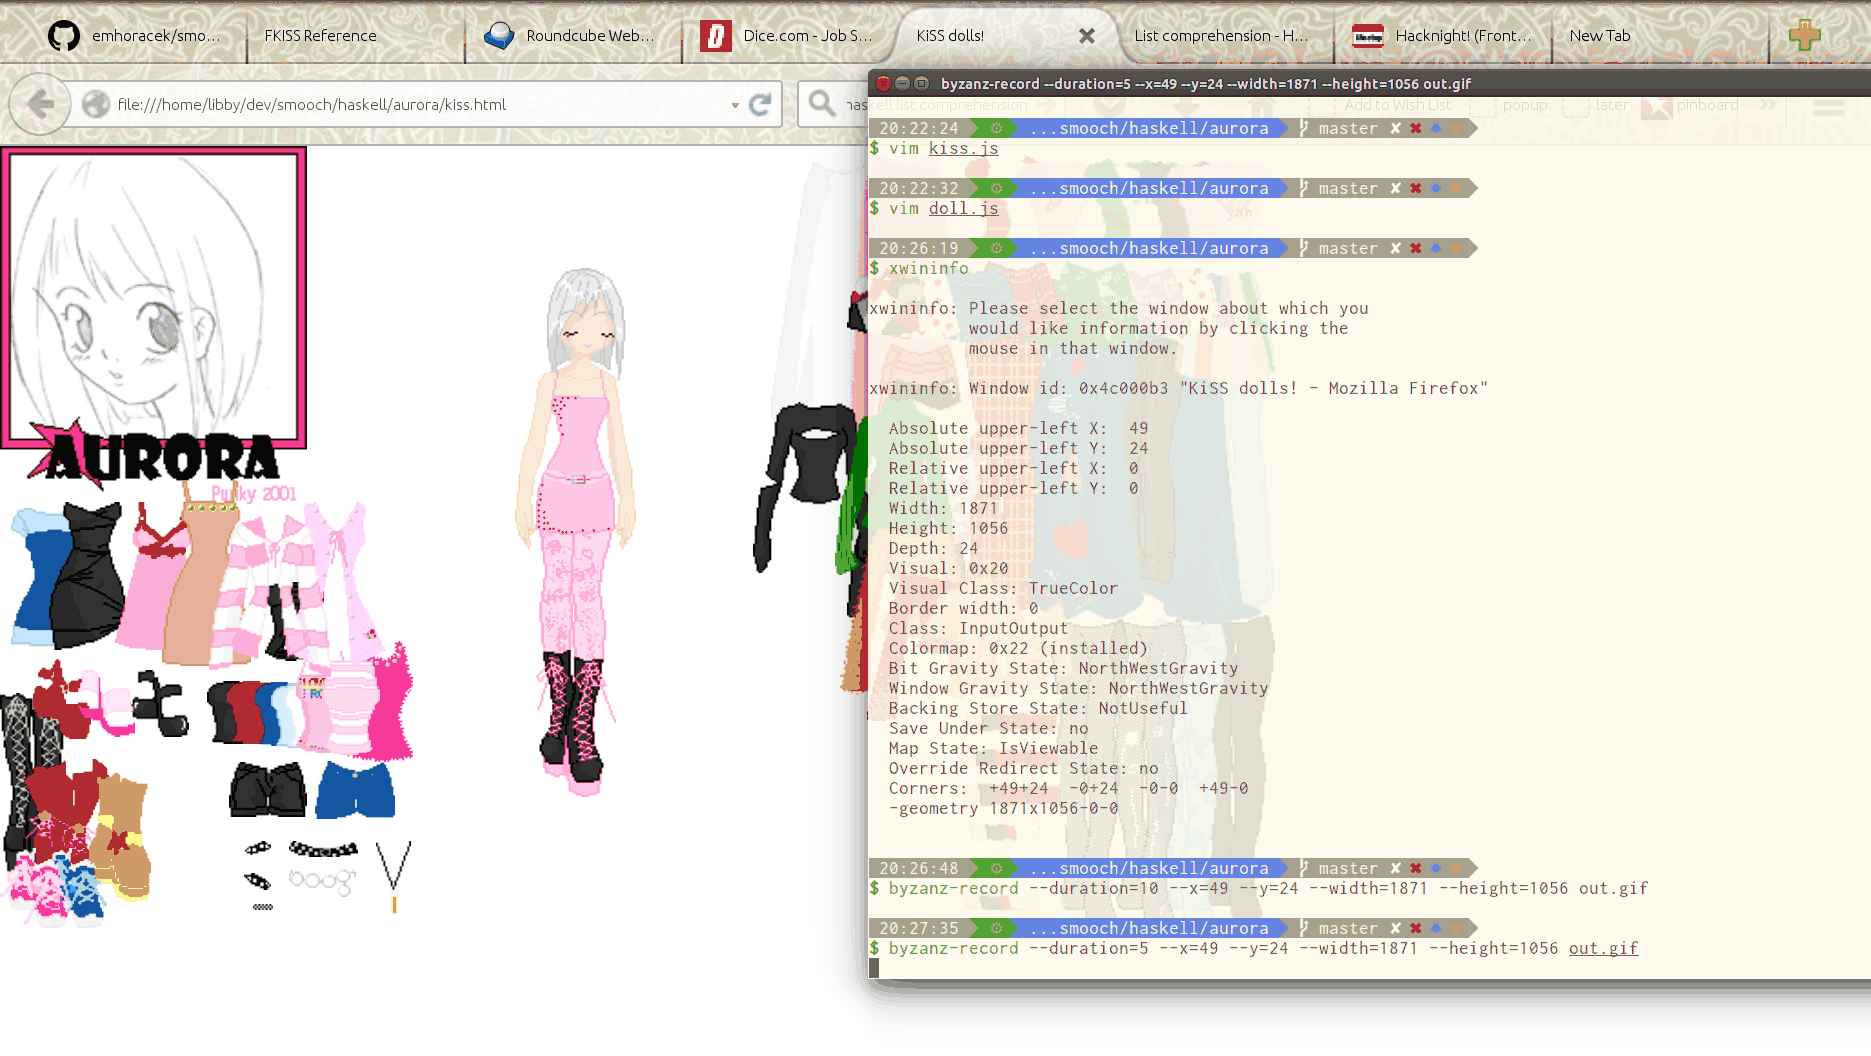 emhoracek/smo...
FKISS Reference
Roundcube Web...
Dice.com - Job S...
KiSS dolls!
List comprehension - H...
Hacknight! (Front...
New Tab
file:///home/libby/dev/smooch/haskell/aurora/kiss.html
haskell list comprehension
byzanz-record --duration=5 --x=49 --y=24 --width=1871 --height=1056 out.gif
Add to Wish List
popup
later
pinboard
AURORA
Punky 2001
20:22:24 ...smooch/haskell/aurora master ✘ ✖
$ vim kiss.js
20:22:32 ...smooch/haskell/aurora master ✘ ✖
$ vim doll.js
20:26:19 ...smooch/haskell/aurora master ✘ ✖
$ xwininfo
xwininfo: Please select the window about which you
would like information by clicking the
mouse in that window.
xwininfo: Window id: 0x4c000b3 "KiSS dolls! - Mozilla Firefox"
Absolute upper-left X:  49
Absolute upper-left Y:  24
Relative upper-left X:  0
Relative upper-left Y:  0
Width: 1871
Height: 1056
Depth: 24
Visual: 0x20
Visual Class: TrueColor
Border width: 0
Class: InputOutput
Colormap: 0x22 (installed)
Bit Gravity State: NorthWestGravity
Window Gravity State: NorthWestGravity
Backing Store State: NotUseful
Save Under State: no
Map State: IsViewable
Override Redirect State: no
Corners:  +49+24  -0+24  -0-0  +49-0
-geometry 1871x1056-0-0
20:26:48 ...smooch/haskell/aurora master ✘ ✖
$ byzanz-record --duration=10 --x=49 --y=24 --width=1871 --height=1056 out.gif
20:27:35 ...smooch/haskell/aurora master ✘ ✖
$ byzanz-record --duration=5 --x=49 --y=24 --width=1871 --height=1056 out.gif